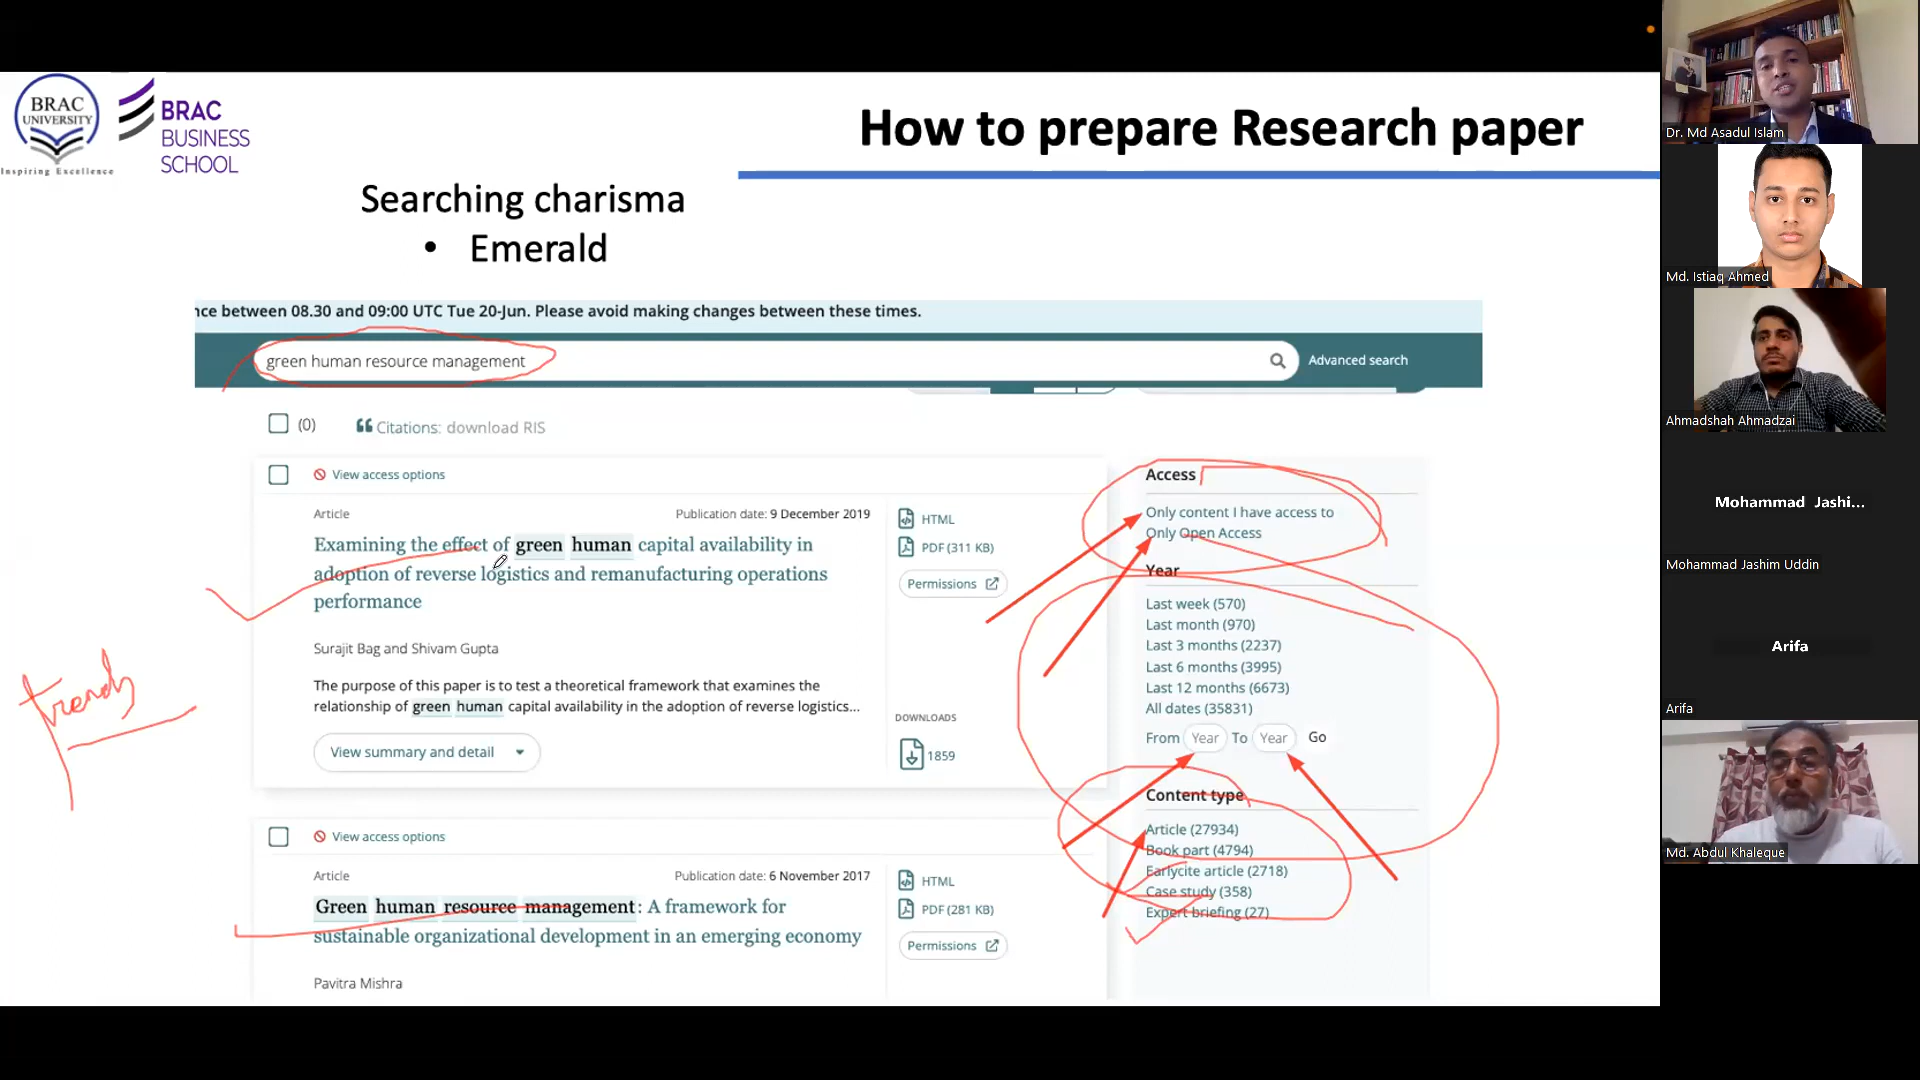 BRAC
UNIVERSITY
Inspiring Excellence
BRAC
BUSINESS
SCHOOL
How to prepare Research paper
Searching charisma
• Emerald
nce between 08.30 and 09:00 UTC Tue 20-Jun. Please avoid making changes between these times.
green human resource management
Advanced search
(0)
Citations: download RIS
View access options
Article
Publication date: 9 December 2019
Examining the effect of green human capital availability in
adoption of reverse logistics and remanufacturing operations
performance
Surajit Bag and Shivam Gupta
The purpose of this paper is to test a theoretical framework that examines the
relationship of green human capital availability in the adoption of reverse logistics...
View summary and detail
HTML
PDF (311 KB)
Permissions
DOWNLOADS
1859
View access options
Article
Publication date: 6 November 2017
Green human resource management: A framework for
sustainable organizational development in an emerging economy
Pavitra Mishra
HTML
PDF (281 KB)
Permissions
Access
Only content I have access to
Only Open Access
Year
Last week (570)
Last month (970)
Last 3 months (2237)
Last 6 months (3995)
Last 12 months (6673)
All dates (35831)
From Year To Year Go
Content type
Article (27934)
Book part (4794)
Earlycite article (2718)
Case study (358)
Expert briefing (27)
trends
Dr. Md Asadul Islam
Md. Istiaq Ahmed
Ahmadshah Ahmadzai
Mohammad Jashi...
Mohammad Jashim Uddin
Arifa
Arifa
Md. Abdul Khaleque